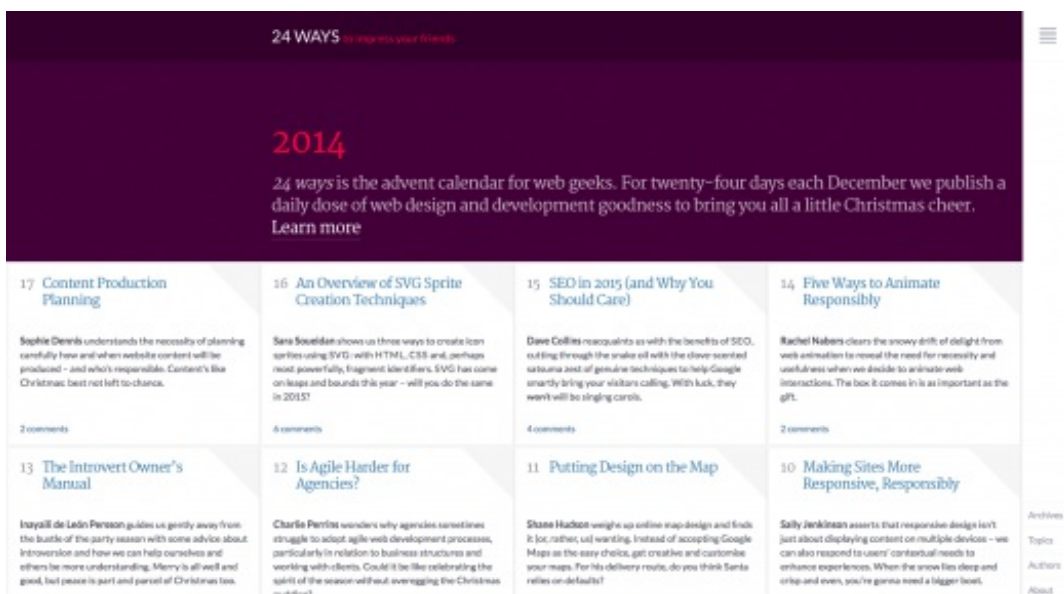 24 WAYS to impress your friends
2014
24 ways is the advent calendar for web geeks. For twenty-four days each December we publish a
daily dose of web design and development goodness to bring you all a little Christmas cheer.
Learn more
17 Content Production
Planning
Sophie Dennis understands the necessity of planning
carefully how and when website content will be
produced – and who's responsible. Content's like
Christmas: best not left to chance.
2 comments
16 An Overview of SVG Sprite
Creation Techniques
Sara Soueidan shows us three ways to create icon
sprites using SVG: with HTML, CSS and, perhaps
most powerfully, fragment identifiers. SVG has come
on leaps and bounds this year – will you do the same
in 2015?
6 comments
15 SEO in 2015 (and Why You
Should Care)
Dave Collins reacquaints us with the benefits of SEO,
cutting through the snake oil with the clove-scented
satsuma zest of genuine techniques to help Google
smartly bring your visitors calling. With luck, they
won't will be singing carols.
4 comments
14 Five Ways to Animate
Responsibly
Rachel Nabors clears the snowy drift of delight from
web animation to reveal the need for necessity and
usefulness when we decide to animate web
interactions. The box it comes in is as important as the
gift.
2 comments
13 The Introvert Owner's
Manual
Inayaili de León Persson guides us gently away from
the bustle of the party season with some advice about
introversion and how we can help ourselves and
others be more understanding. Merry is all well and
good, but peace is part and parcel of Christmas too.
12 Is Agile Harder for
Agencies?
Charlie Perrins wonders why agencies sometimes
struggle to adopt agile web development processes,
particularly in relation to business structures and
working with clients. Could it be like celebrating the
spirit of the season without overegging the Christmas
11 Putting Design on the Map
Shane Hudson weighs up online map design and finds
it (or, rather, us) wanting. Instead of accepting Google
Maps as the easy choice, get creative and customise
your maps. For his delivery route, do you think Santa
relies on defaults?
10 Making Sites More
Responsive, Responsibly
Sally Jenkinson asserts that responsive design isn't
just about displaying content on multiple devices – we
can also respond to users' contextual needs to
enhance experiences. When the snow lies deep and
crisp and even, you're gonna need a bigger boat.
Archives
Topics
Authors
About